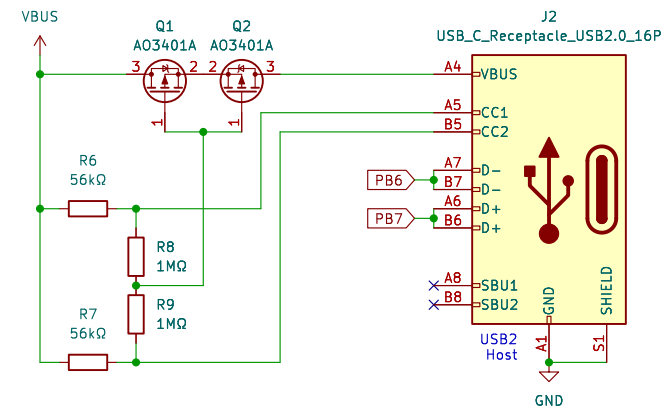 VBUS
Q1
AO3401A
Q2
AO3401A
J2
USB_C_Receptacle_USB2.0_16P
3
2
2
3
1
1
A4
VBUS
A5
CC1
B5
CC2
A7
D-
B7
D-
A6
D+
B6
D+
PB6
PB7
R6
56kΩ
R8
1MΩ
R9
1MΩ
R7
56kΩ
A8
SBU1
B8
SBU2
GND
SHIELD
A1
S1
USB2
Host
GND